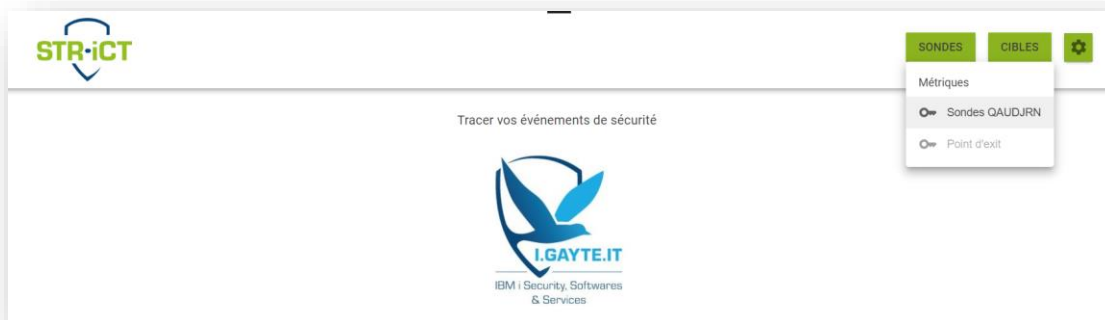 STR-iCT
SONDES
CIBLES
Métriques
Sondes QAUDJRN
Point d'exit
Tracer vos événements de sécurité
I.GAYTE.IT
IBM i Security, Softwares
& Services